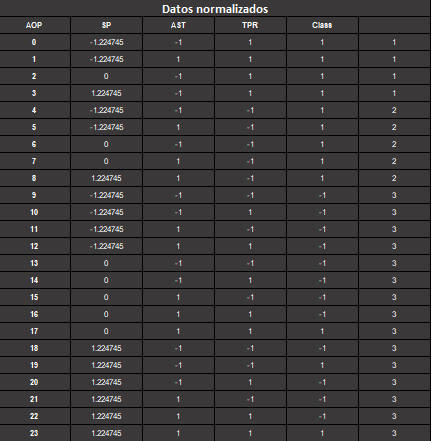 Datos normalizados
AOP SP AST TPR Class
0 -1.224745 -1 1 1 1
1 -1.224745 1 1 1 1
2 0 -1 1 1 1
3 1.224745 -1 1 1 1
4 -1.224745 -1 -1 1 2
5 -1.224745 1 -1 1 2
6 0 -1 -1 1 2
7 0 1 -1 1 2
8 1.224745 1 -1 1 2
9 -1.224745 -1 -1 -1 3
10 -1.224745 -1 1 -1 3
11 -1.224745 1 -1 -1 3
12 -1.224745 1 1 -1 3
13 0 -1 -1 -1 3
14 0 -1 1 -1 3
15 0 1 -1 -1 3
16 0 1 1 -1 3
17 0 1 1 1 3
18 1.224745 -1 -1 -1 3
19 1.224745 -1 -1 1 3
20 1.224745 -1 1 -1 3
21 1.224745 1 -1 -1 3
22 1.224745 1 1 -1 3
23 1.224745 1 1 1 3